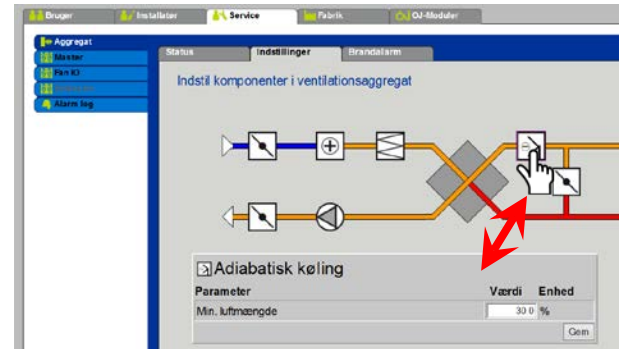 Bruger
Installatør
Service
Fabrik
OJ-Moduler
Aggregat
Master
Fan IO
Alarm log
Status
Indstillinger
Brandalarm
Indstil komponenter i ventilationsaggregat
Adiabatisk køling
Parameter Værdi Enhed
Min. luftmængde 30.0 %
Gem